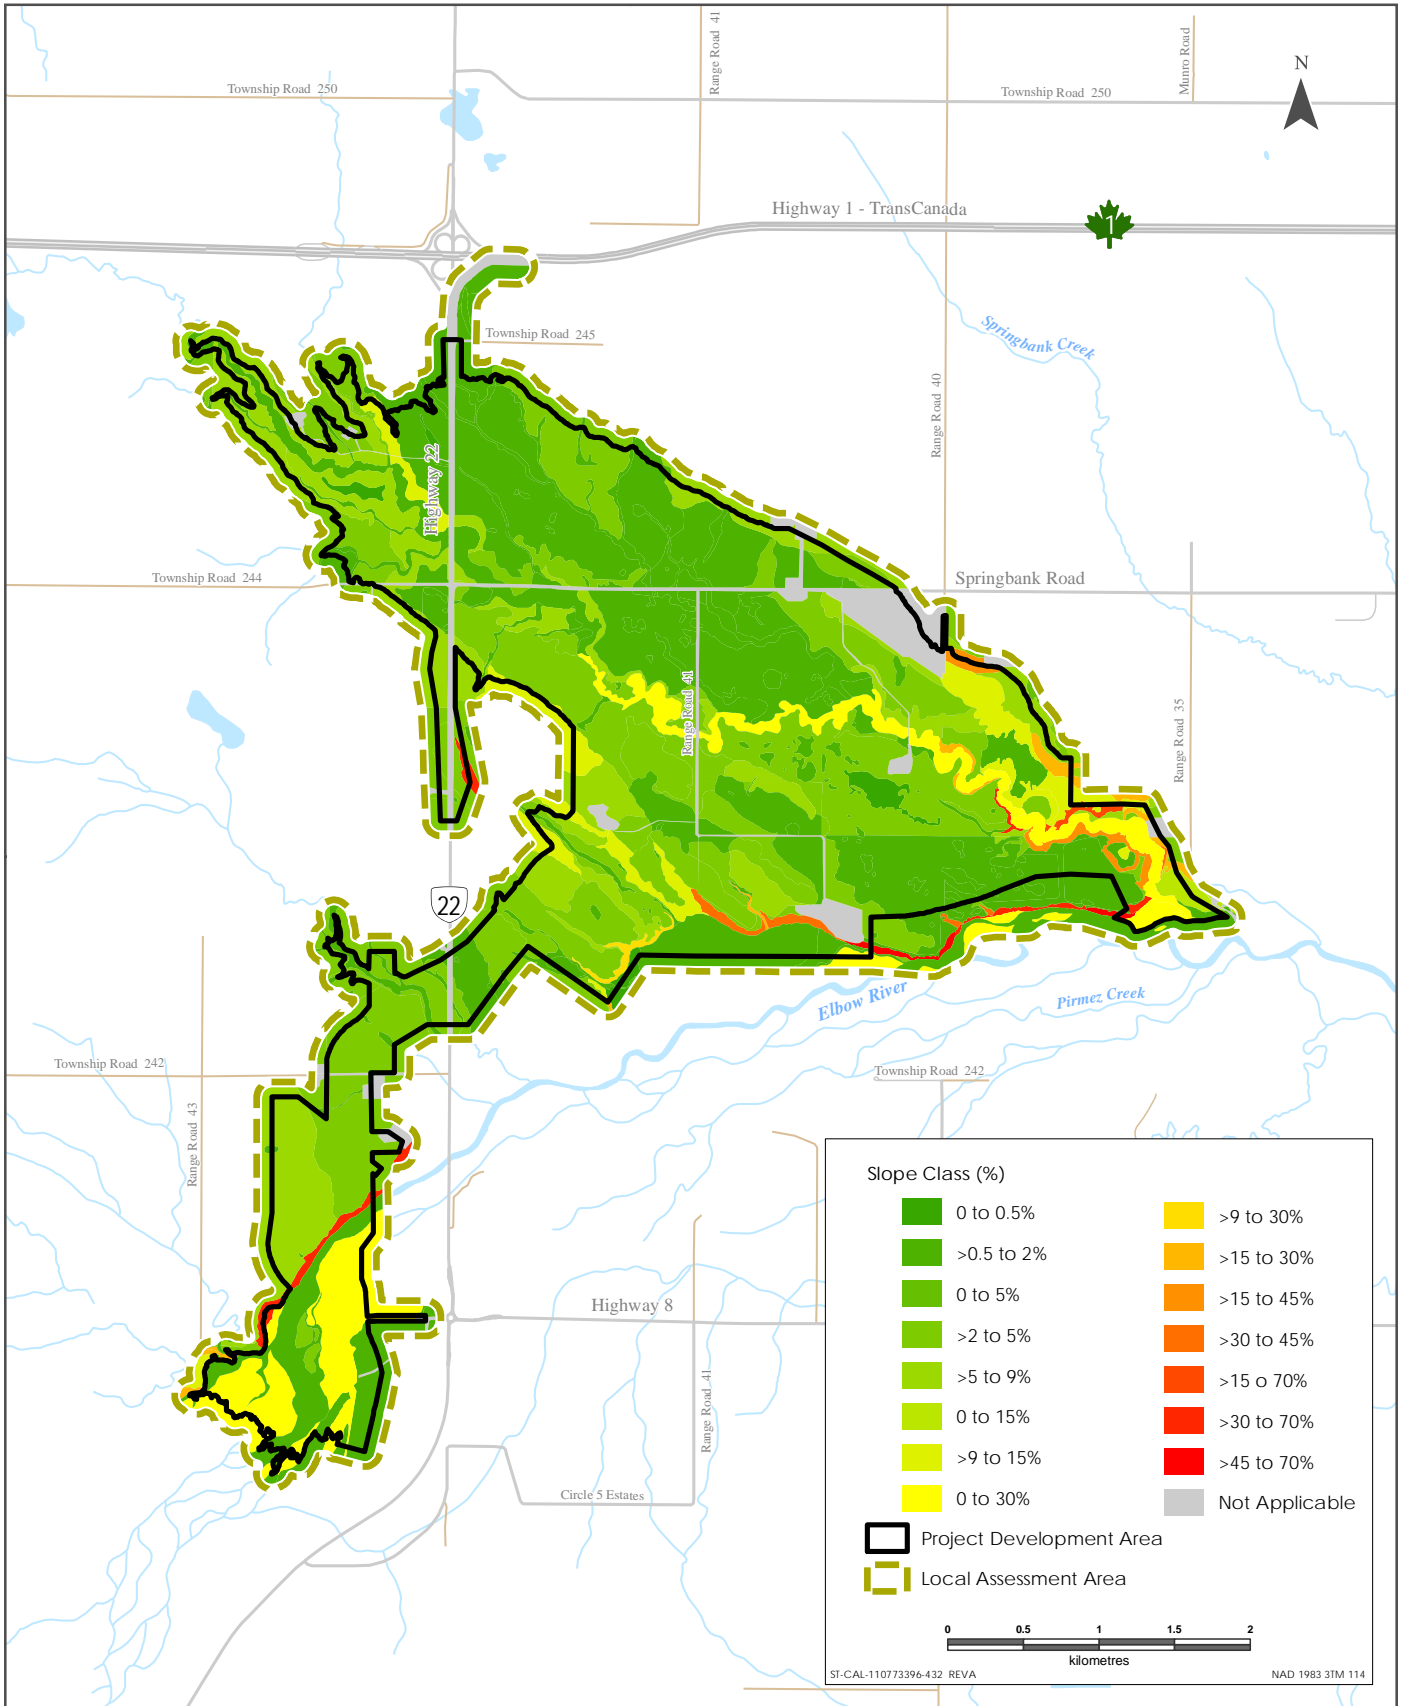 Range Road 41
Munro Road
N
Township Road 250
Township Road 250
Highway 1 - TransCanada
1
Springbank Creek
Township Road 245
Range Road 40
Highway 22
Township Road 244
Springbank Road
Range Road 41
Range Road 35
22
Elbow River
Pirmez Creek
Township Road 242
Township Road 242
Range Road 43
Highway 8
Range Road 41
Circle 5 Estates
Slope Class (%)
0 to 0.5%
>0.5 to 2%
0 to 5%
>2 to 5%
>5 to 9%
0 to 15%
>9 to 15%
0 to 30%
>9 to 30%
>15 to 30%
>15 to 45%
>30 to 45%
>15 o 70%
>30 to 70%
>45 to 70%
Not Applicable
Project Development Area
Local Assessment Area
0 0.5 1 1.5 2
kilometres
ST-CAL-110773396-432 REVA
NAD 1983 3TM 114